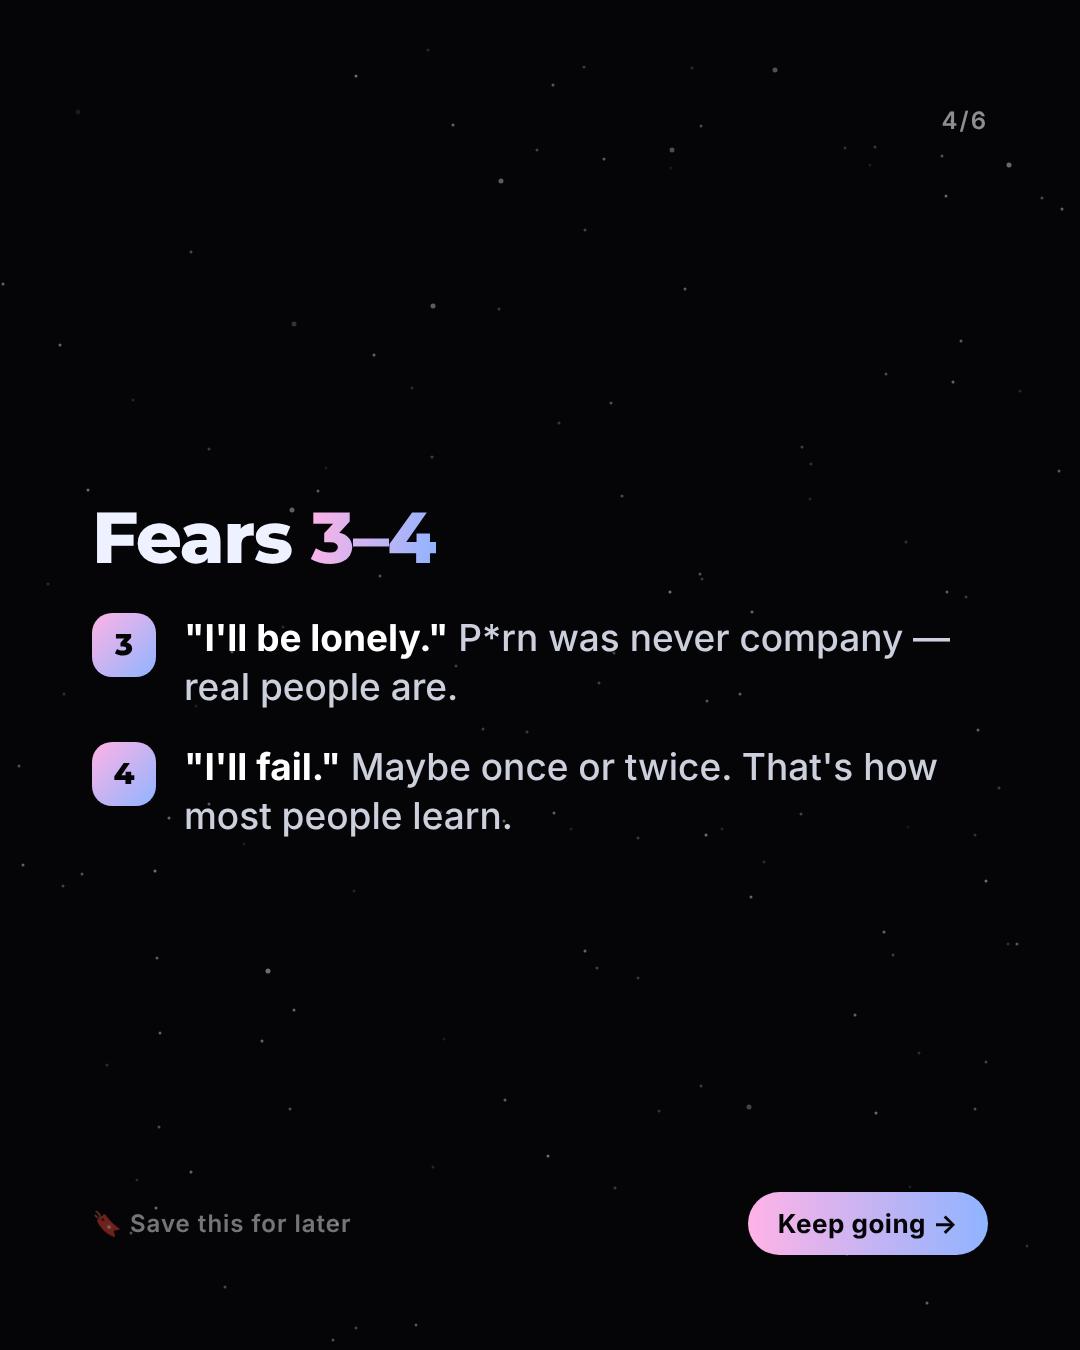 4/6
Fears 3–4
3
"I'll be lonely." P*rn was never company —
real people are.
4
"I'll fail." Maybe once or twice. That's how
most people learn.
🔖 Save this for later
Keep going →